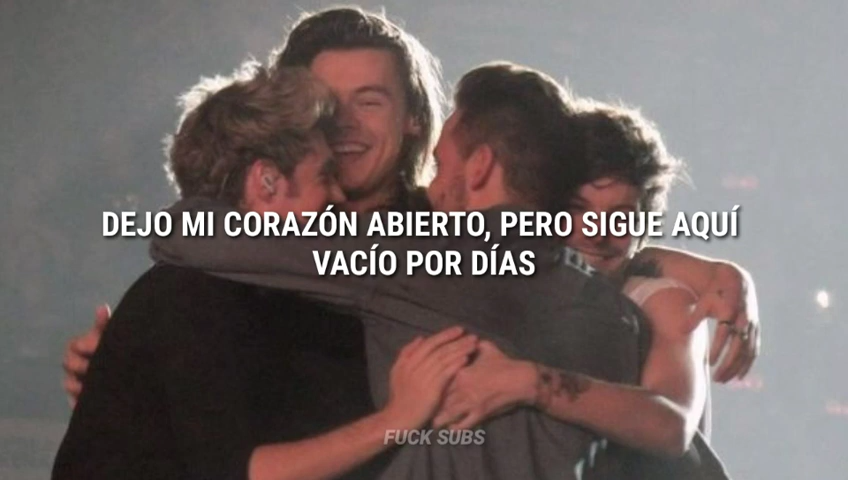 DEJO MI CORAZÓN ABIERTO, PERO SIGUE AQUÍ
VACÍO POR DÍAS
FUCK SUBS